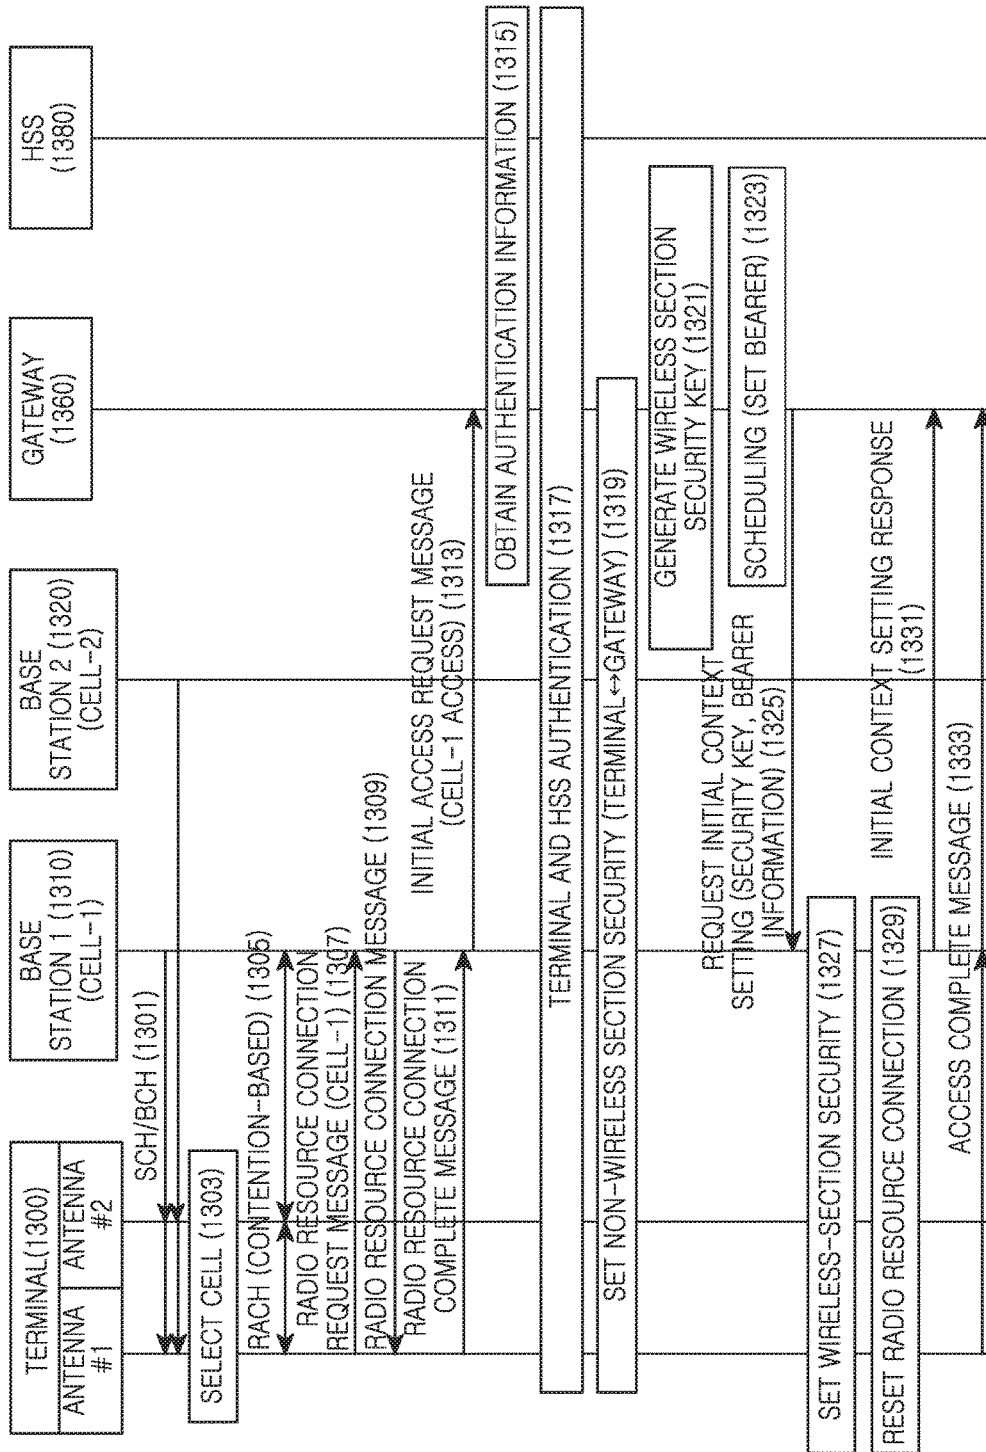 TERMINAL(1300)
ANTENNA
#1
ANTENNA
#2
BASE
STATION 1 (1310)
(CELL-1)
BASE
STATION 2 (1320)
(CELL-2)
GATEWAY
(1360)
HSS
(1380)
SCH/BCH (1301)
SELECT CELL (1303)
RACH (CONTENTION-BASED) (1305)
RADIO RESOURCE CONNECTION
REQUEST MESSAGE (CELL-1) (1307)
RADIO RESOURCE CONNECTION MESSAGE (1309)
RADIO RESOURCE CONNECTION
COMPLETE MESSAGE (1311)
INITIAL ACCESS REQUEST MESSAGE
(CELL-1 ACCESS) (1313)
OBTAIN AUTHENTICATION INFORMATION (1315)
TERMINAL AND HSS AUTHENTICATION (1317)
SET NON-WIRELESS SECTION SECURITY (TERMINAL↔GATEWAY) (1319)
GENERATE WIRELESS SECTION
SECURITY KEY (1321)
SCHEDULING (SET BEARER) (1323)
REQUEST INITIAL CONTEXT
SETTING (SECURITY KEY, BEARER
INFORMATION) (1325)
SET WIRELESS-SECTION SECURITY (1327)
RESET RADIO RESOURCE CONNECTION (1329)
INITIAL CONTEXT SETTING RESPONSE
(1331)
ACCESS COMPLETE MESSAGE (1333)